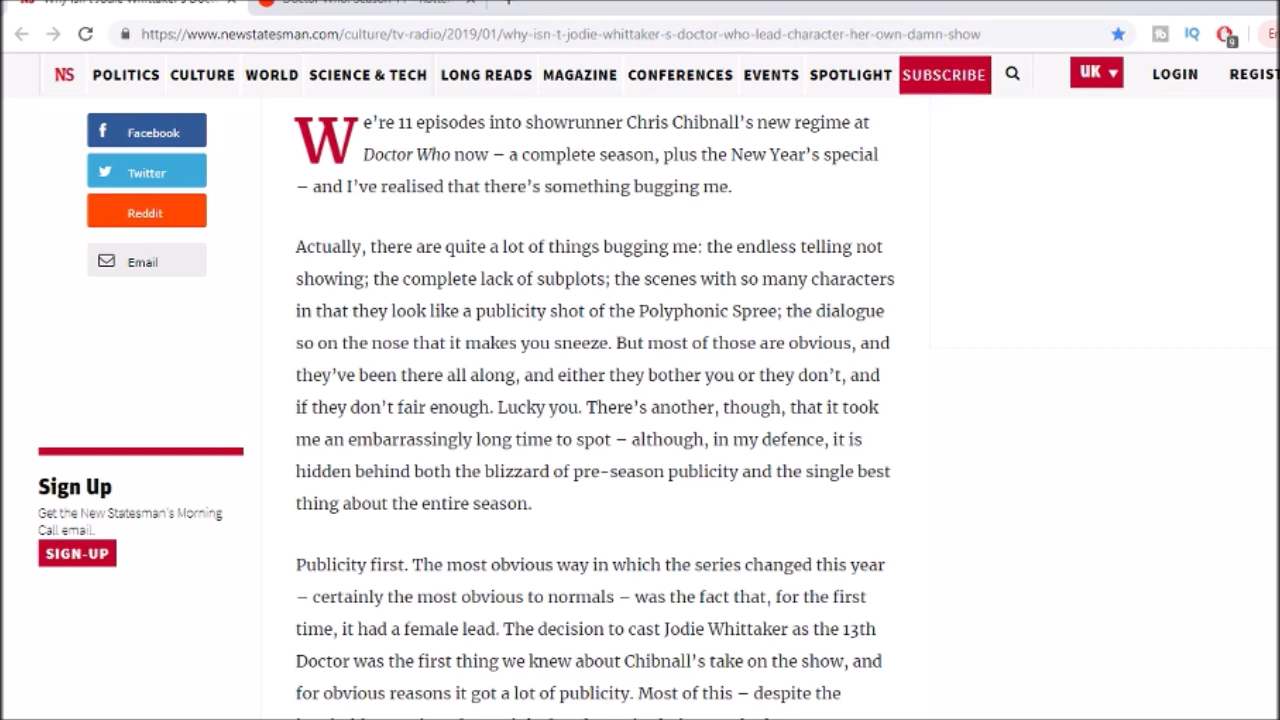 https://www.newstatesman.com/culture/tv-radio/2019/01/why-isn-t-jodie-whittaker-s-doctor-who-lead-character-her-own-damn-show
NS POLITICS CULTURE WORLD SCIENCE & TECH LONG READS MAGAZINE CONFERENCES EVENTS SPOTLIGHT SUBSCRIBE UK LOGIN REGIST
Facebook
Twitter
Reddit
Email
Sign Up
Get the New Statesman's Morning
Call email.
SIGN-UP
We're 11 episodes into showrunner Chris Chibnall's new regime at
Doctor Who now – a complete season, plus the New Year's special
– and I've realised that there's something bugging me.
Actually, there are quite a lot of things bugging me: the endless telling not
showing; the complete lack of subplots; the scenes with so many characters
in that they look like a publicity shot of the Polyphonic Spree; the dialogue
so on the nose that it makes you sneeze. But most of those are obvious, and
they've been there all along, and either they bother you or they don't, and
if they don't fair enough. Lucky you. There's another, though, that it took
me an embarrassingly long time to spot – although, in my defence, it is
hidden behind both the blizzard of pre-season publicity and the single best
thing about the entire season.
Publicity first. The most obvious way in which the series changed this year
– certainly the most obvious to normals – was the fact that, for the first
time, it had a female lead. The decision to cast Jodie Whittaker as the 13th
Doctor was the first thing we knew about Chibnall's take on the show, and
for obvious reasons it got a lot of publicity. Most of this – despite the